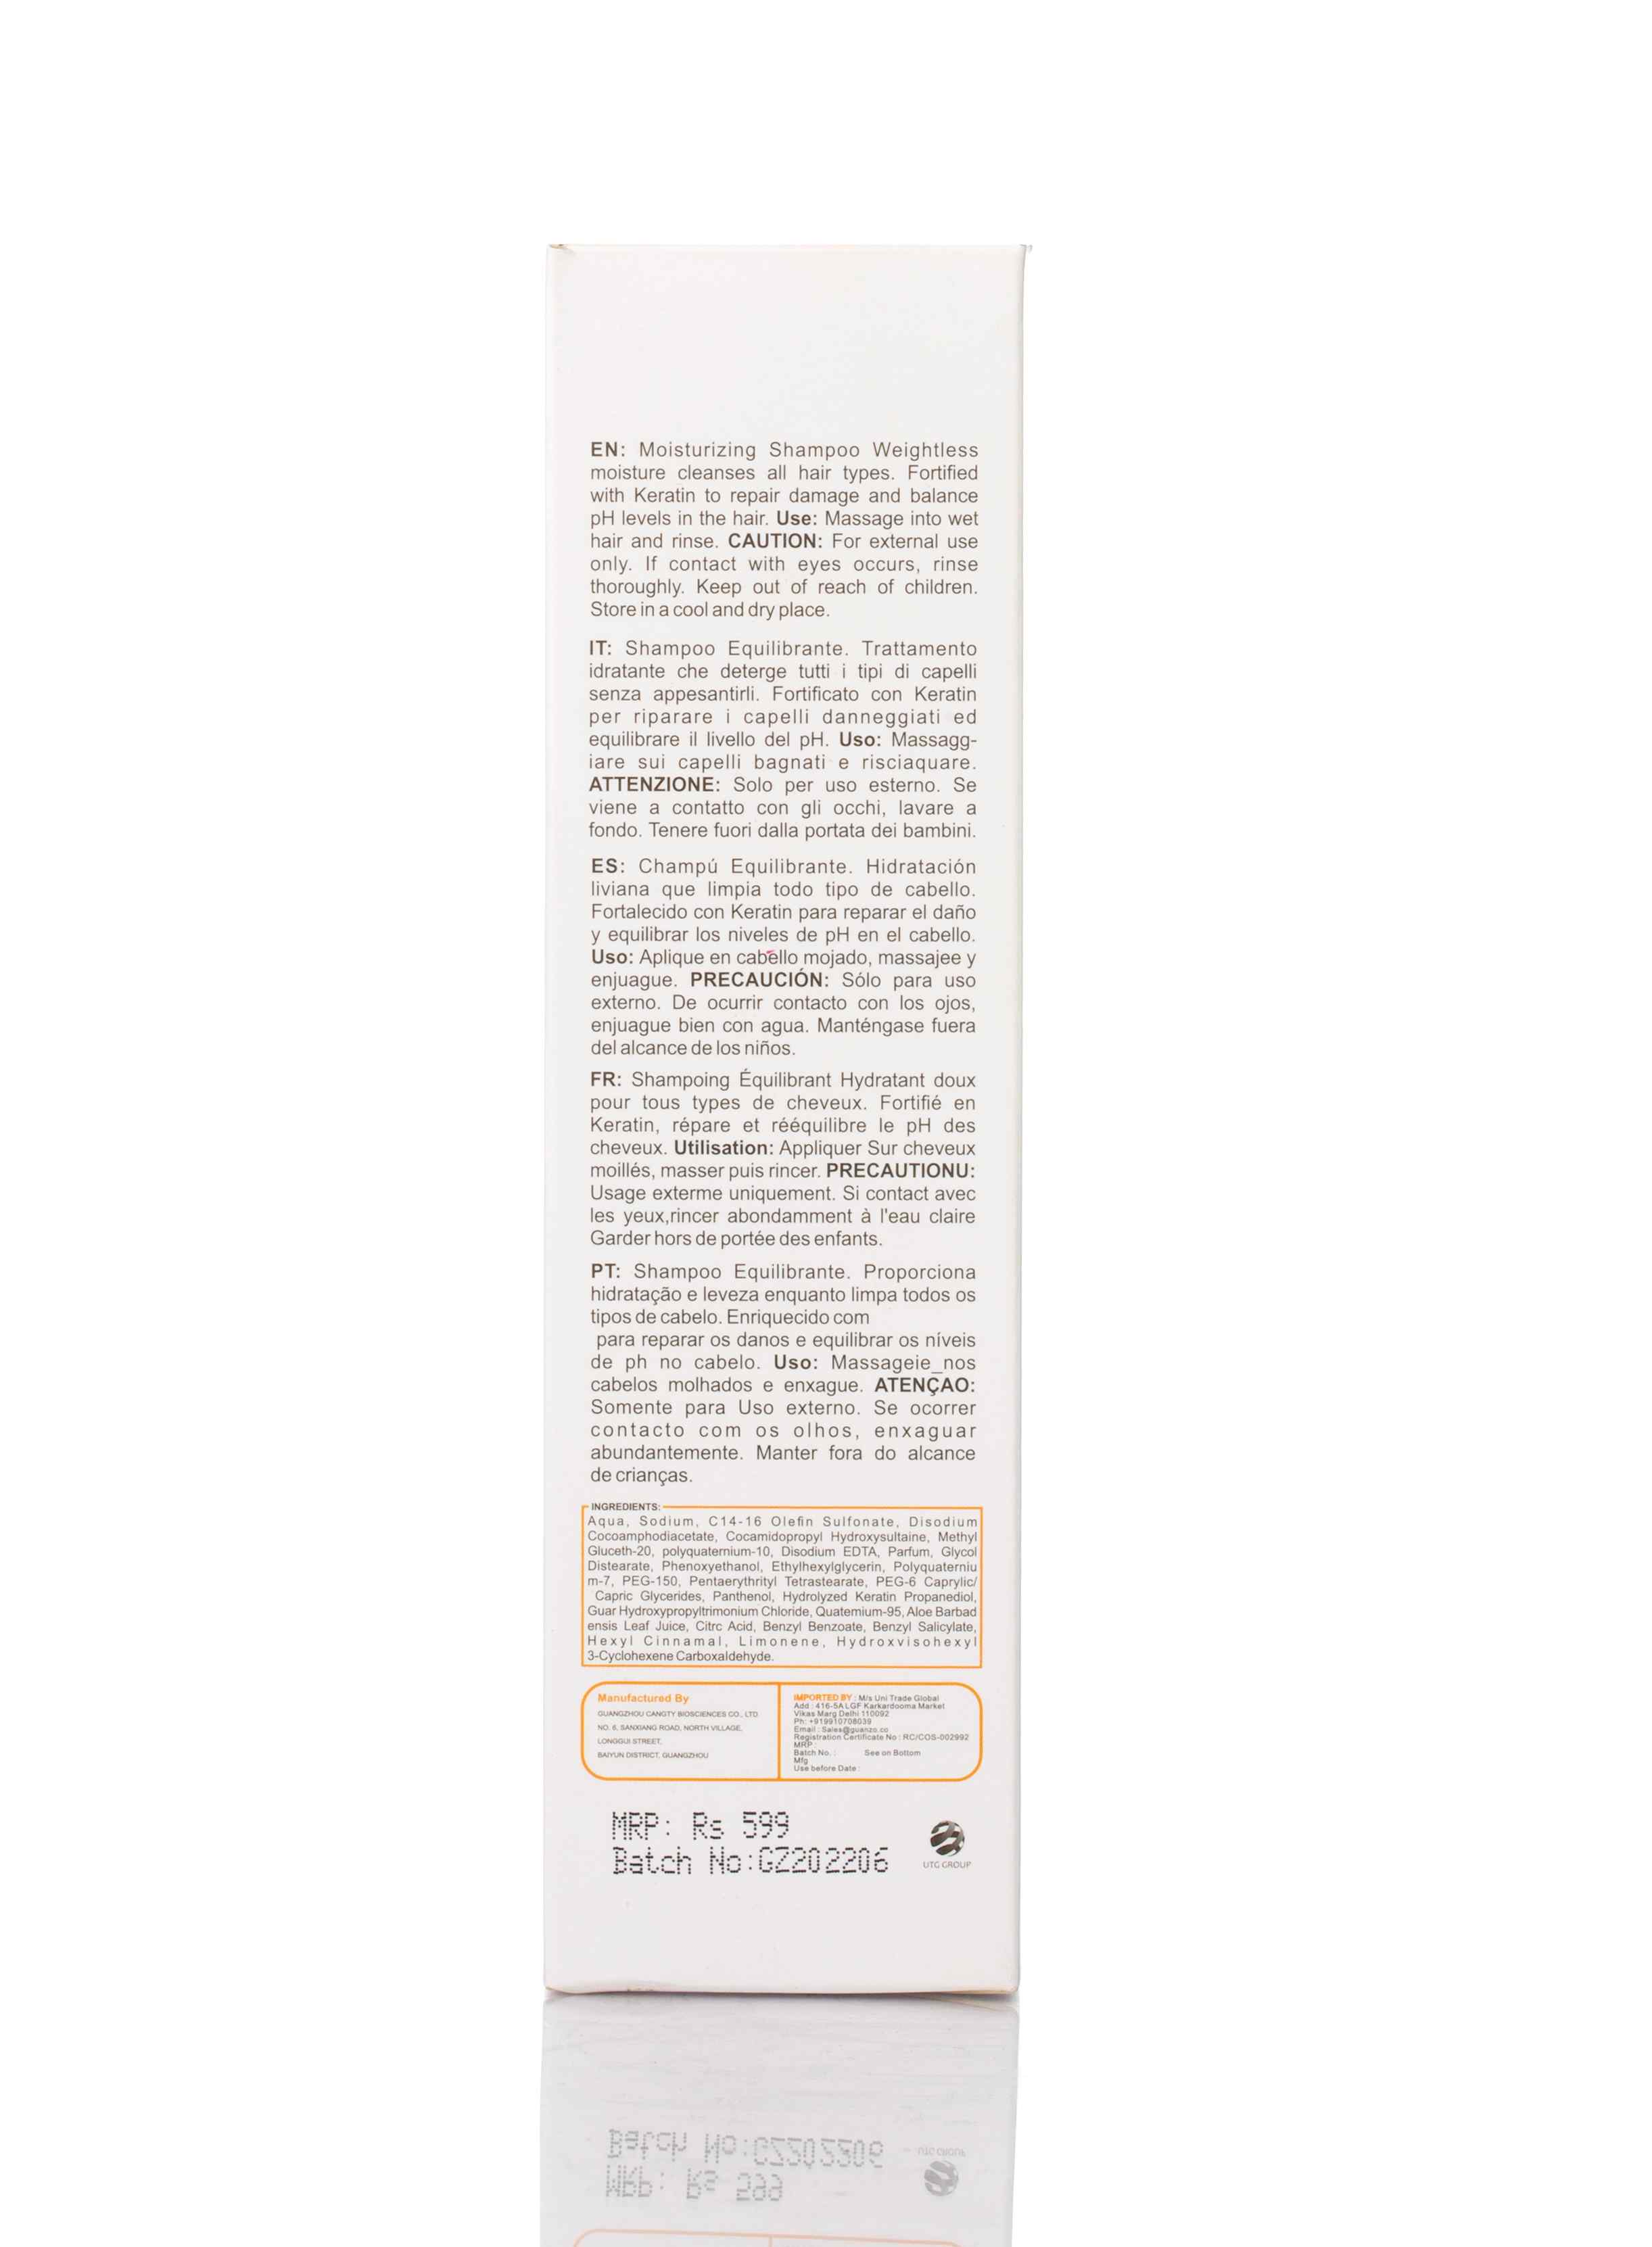 EN: Moisturizing Shampoo Weightless
moisture cleanses all hair types. Fortified
with Keratin to repair damage and balance
pH levels in the hair. Use: Massage into wet
hair and rinse. CAUTION: For external use
only. If contact with eyes occurs, rinse
thoroughly. Keep out of reach of children.
Store in a cool and dry place.
IT: Shampoo Equilibrante. Trattamento
idratante che deterge tutti i tipi di capelli
senza appesantirli. Fortificato con Keratin
per riparare i capelli danneggiati ed
equilibrare il livello del pH. Uso: Massagg-
iare sui capelli bagnati e risciaquare.
ATTENZIONE: Solo per uso esterno. Se
viene a contatto con gli occhi, lavare a
fondo. Tenere fuori dalla portata dei bambini.
ES: Champú Equilibrante. Hidratación
liviana que limpia todo tipo de cabello.
Fortalecido con Keratin para reparar el daño
y equilibrar los niveles de pH en el cabello.
Uso: Aplique en cabello mojado, massajee y
enjuague. PRECAUCIÓN: Sólo para uso
externo. De ocurrir contacto con los ojos,
enjuague bien con agua. Manténgase fuera
del alcance de los niños.
FR: Shampoing Équilibrant Hydratant doux
pour tous types de cheveux. Fortifié en
Keratin, répare et rééquilibre le pH des
cheveux. Utilisation: Appliquer Sur cheveux
moillés, masser puis rincer. PRECAUTIONU:
Usage exterme uniquement. Si contact avec
les yeux,rincer abondamment à l'eau claire
Garder hors de portée des enfants.
PT: Shampoo Equilibrante. Proporciona
hidratação e leveza enquanto limpa todos os
tipos de cabelo. Enriquecido com
para reparar os danos e equilibrar os níveis
de ph no cabelo. Uso: Massageie_nos
cabelos molhados e enxague. ATENÇAO:
Somente para Uso externo. Se ocorrer
contacto com os olhos, enxaguar
abundantemente. Manter fora do alcance
de crianças.
INGREDIENTS:
Aqua, Sodium, C14-16 Olefin Sulfonate, Disodium
Cocoamphodiacetate, Cocamidopropyl Hydroxysultaine, Methyl
Gluceth-20, polyquaternium-10, Disodium EDTA, Parfum, Glycol
Distearate, Phenoxyethanol, Ethylhexylglycerin, Polyquaterniu
m-7, PEG-150, Pentaerythrityl Tetrastearate, PEG-6 Caprylic/
Capric Glycerides, Panthenol, Hydrolyzed Keratin Propanediol,
Guar Hydroxypropyltrimonium Chloride, Quatemium-95, Aloe Barbad
ensis Leaf Juice, Citrc Acid, Benzyl Benzoate, Benzyl Salicylate,
Hexyl Cinnamal, Limonene, Hydroxvisohexyl
3-Cyclohexene Carboxaldehyde.
Manufactured By
GUANGZHOU CANGTY BIOSCIENCES CO., LTD
NO. 6, SANXIANG ROAD, NORTH VILLAGE,
LONGGUI STREET,
BAIYUN DISTRICT, GUANGZHOU
IMPORTED BY : M/s Uni Trade Global
Add : 416-5A LGF Karkardooma Market
Vikas Marg Delhi 110092
Ph: +919910708039
Email : Sales@guanzo.co
Registration Certificate No : RC/COS-002992
MRP :
Batch No. : See on Bottom
Mfg
Use before Date :
MRP: Rs 599
Batch No:GZ202206
UTG GROUP